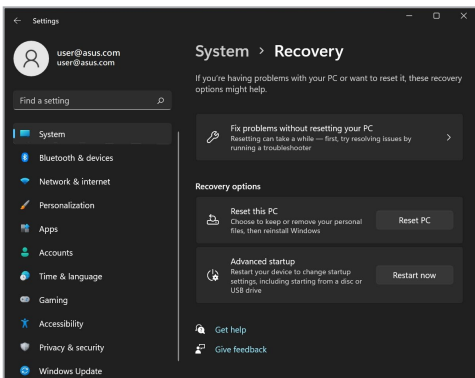 Settings
user@asus.com
user@asus.com
Find a setting
System
Bluetooth & devices
Network & internet
Personalization
Apps
Accounts
Time & language
Gaming
Accessibility
Privacy & security
Windows Update
System > Recovery
If you're having problems with your PC or want to reset it, these recovery
options might help.
Fix problems without resetting your PC
Resetting can take a while — first, try resolving issues by
running a troubleshooter
Recovery options
Reset this PC
Choose to keep or remove your personal
files, then reinstall Windows
Reset PC
Advanced startup
Restart your device to change startup
settings, including starting from a disc or
USB drive
Restart now
Get help
Give feedback